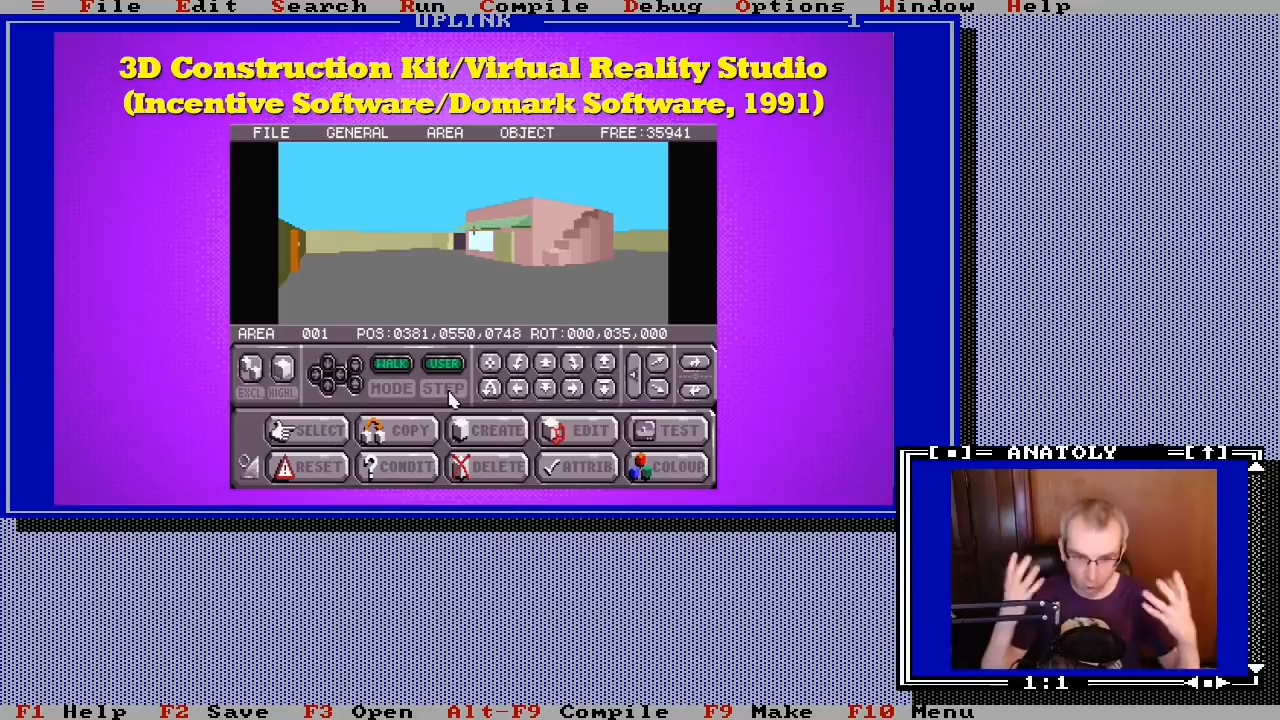 ≡ File Edit Search Run Compile Debug Options Window Help
UPLINK 1
3D Construction Kit/Virtual Reality Studio
(Incentive Software/Domark Software, 1991)
FILE GENERAL AREA OBJECT FREE:35941
AREA 001 POS:0381,0550,0748 ROT:000,035,000
WALK USER
EXCL HIGHL MODE STEP
SELECT COPY CREATE EDIT TEST
RESET CONDIT DELETE ATTRIB COLOUR
ANATOLY
1:1
F1 Help F2 Save F3 Open Alt-F9 Compile F9 Make F10 Menu